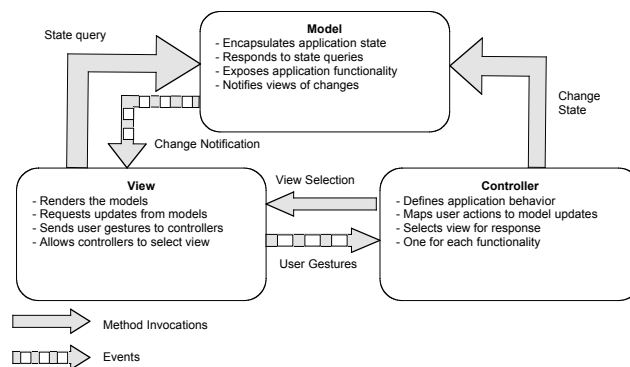 State query
Model
- Encapsulates application state
- Responds to state queries
- Exposes application functionality
- Notifies views of changes
Change
State
Change Notification
View
- Renders the models
- Requests updates from models
- Sends user gestures to controllers
- Allows controllers to select view
View Selection
User Gestures
Controller
- Defines application behavior
- Maps user actions to model updates
- Selects view for response
- One for each functionality
Method Invocations
Events